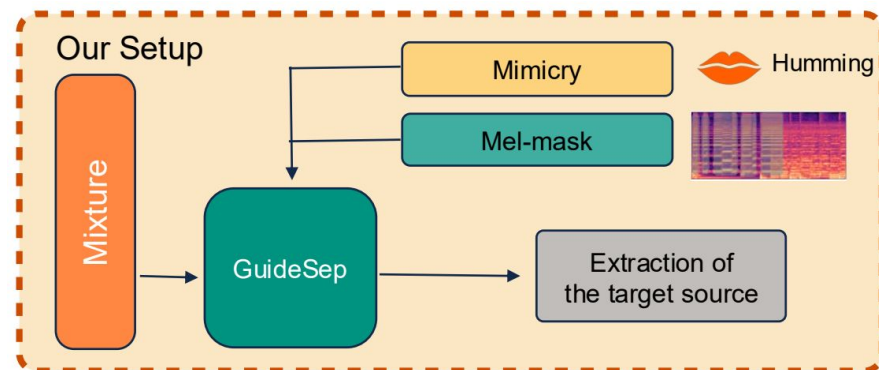 Our Setup
Mimicry
Humming
Mel-mask
Mixture
GuideSep
Extraction of
the target source